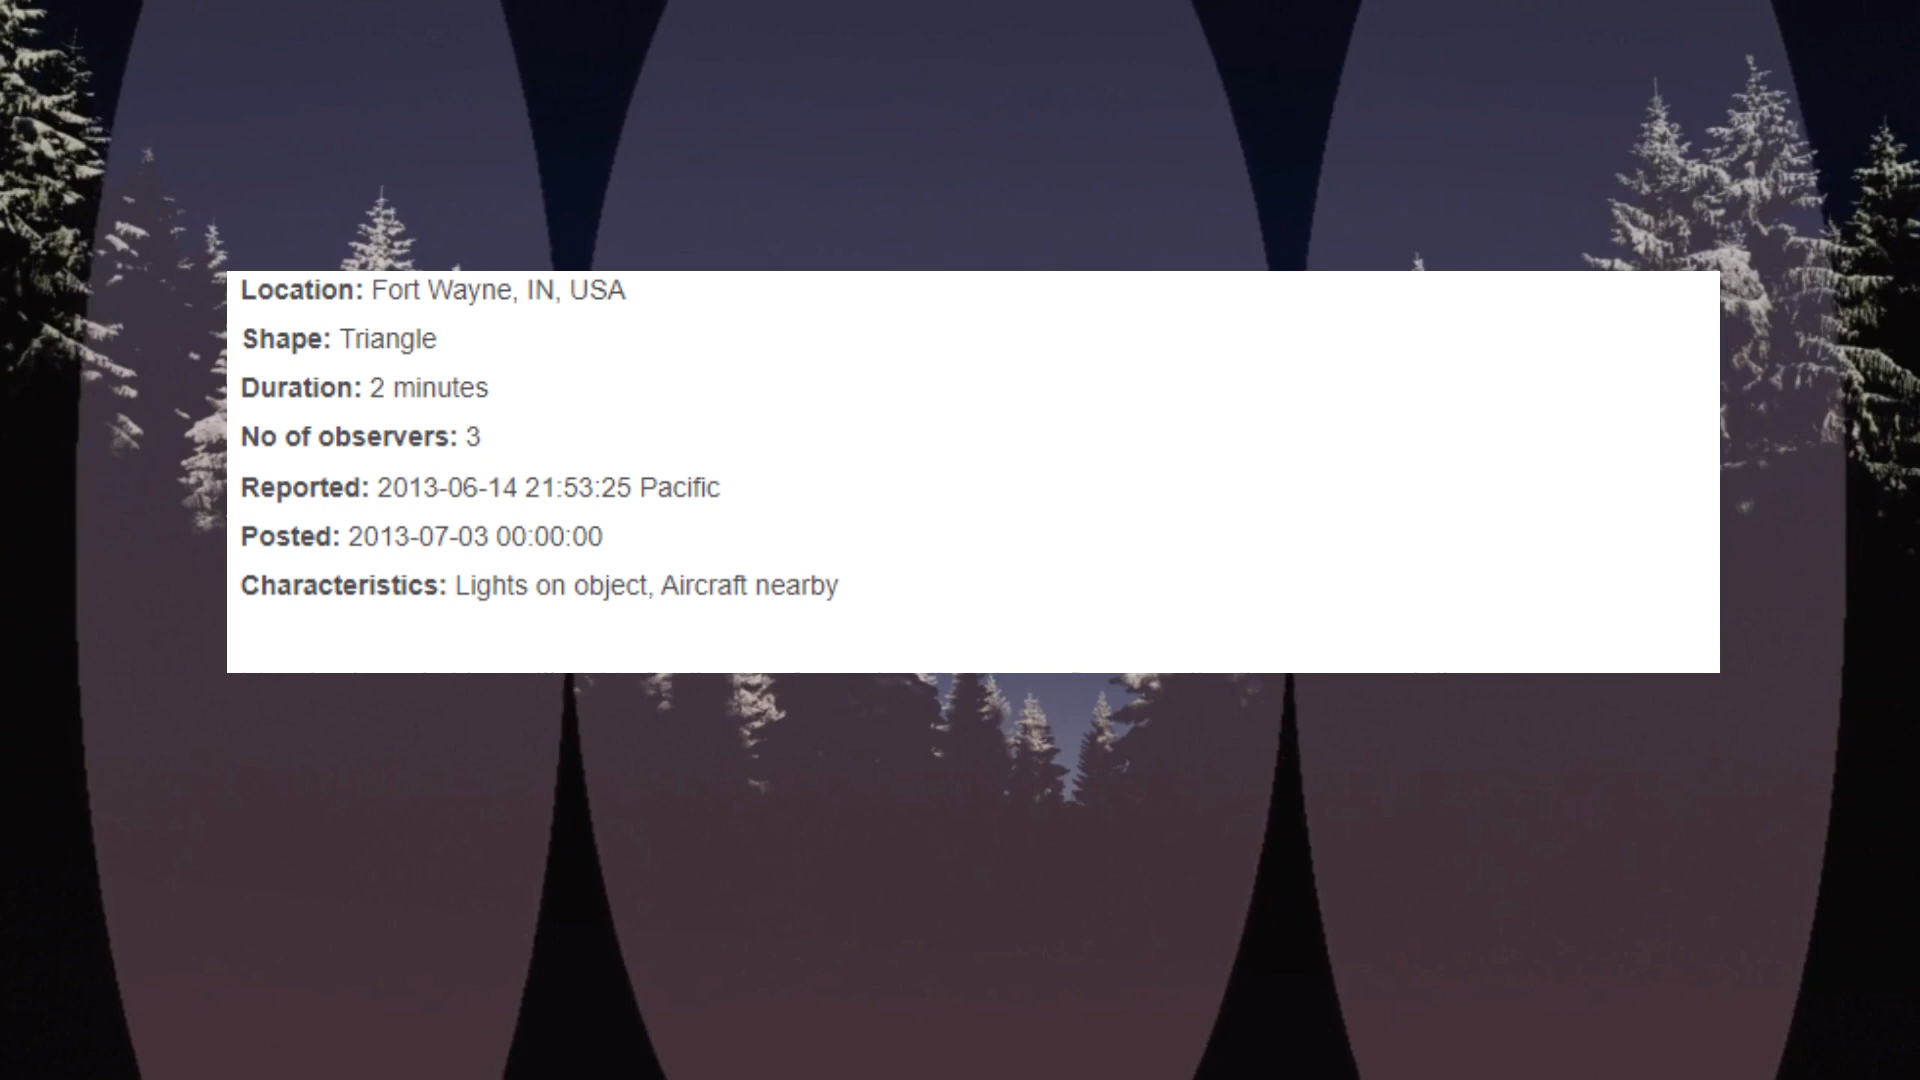 Location: Fort Wayne, IN, USA
Shape: Triangle
Duration: 2 minutes
No of observers: 3
Reported: 2013-06-14 21:53:25 Pacific
Posted: 2013-07-03 00:00:00
Characteristics: Lights on object, Aircraft nearby